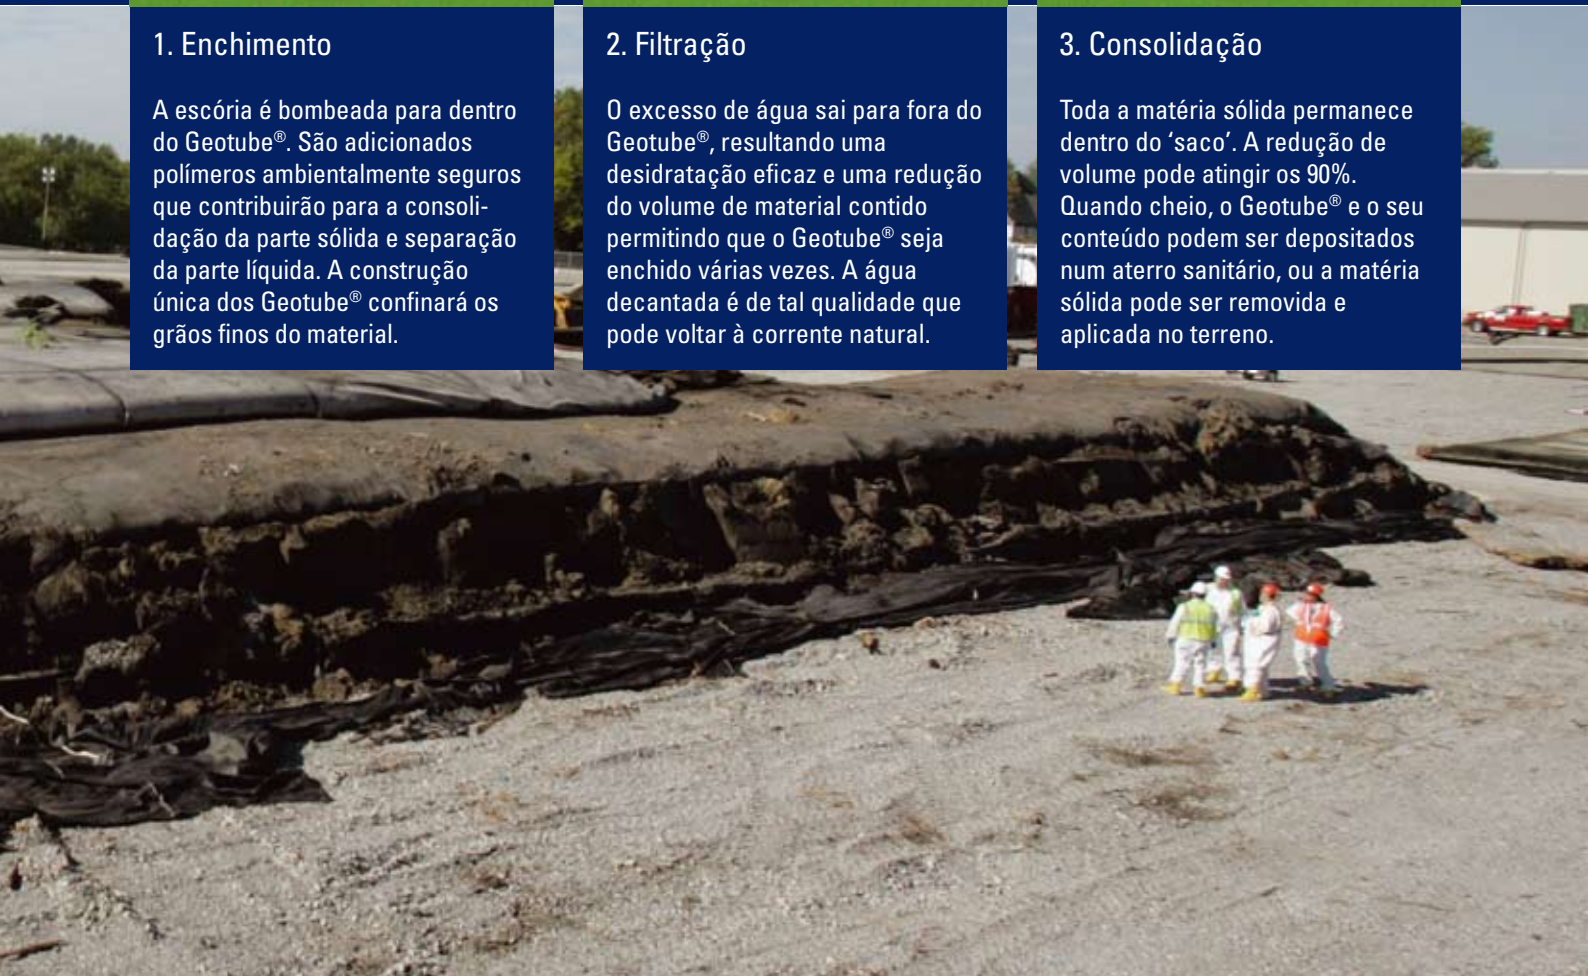 1. Enchimento
A escória é bombeada para dentro
do Geotube®. São adicionados
polímeros ambientalmente seguros
que contribuirão para a consoli-
dação da parte sólida e separação
da parte líquida. A construção
única dos Geotube® confinará os
grãos finos do material.
2. Filtração
O excesso de água sai para fora do
Geotube®, resultando uma
desidratação eficaz e uma redução
do volume de material contido
permitindo que o Geotube® seja
enchido várias vezes. A água
decantada é de tal qualidade que
pode voltar à corrente natural.
3. Consolidação
Toda a matéria sólida permanece
dentro do ‘saco’. A redução de
volume pode atingir os 90%.
Quando cheio, o Geotube® e o seu
conteúdo podem ser depositados
num aterro sanitário, ou a matéria
sólida pode ser removida e
aplicada no terreno.